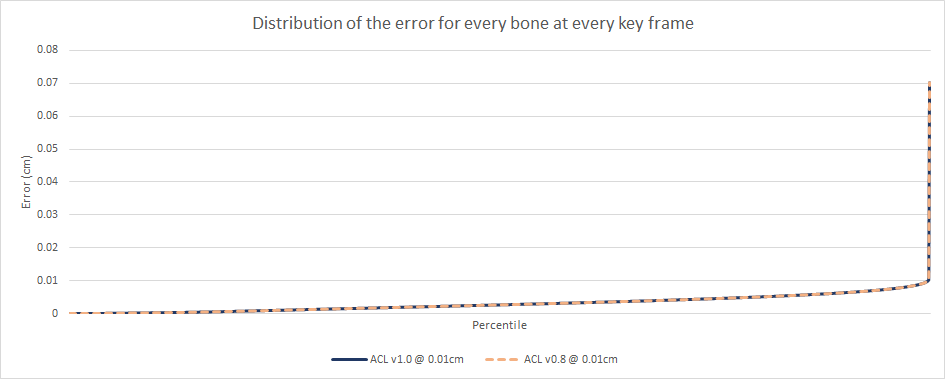 Distribution of the error for every bone at every key frame
0.08
0.07
0.06
0.05
0.04
0.03
0.02
0.01
0
Error (cm)
Percentile
ACL v1.0 @ 0.01cm
ACL v0.8 @ 0.01cm